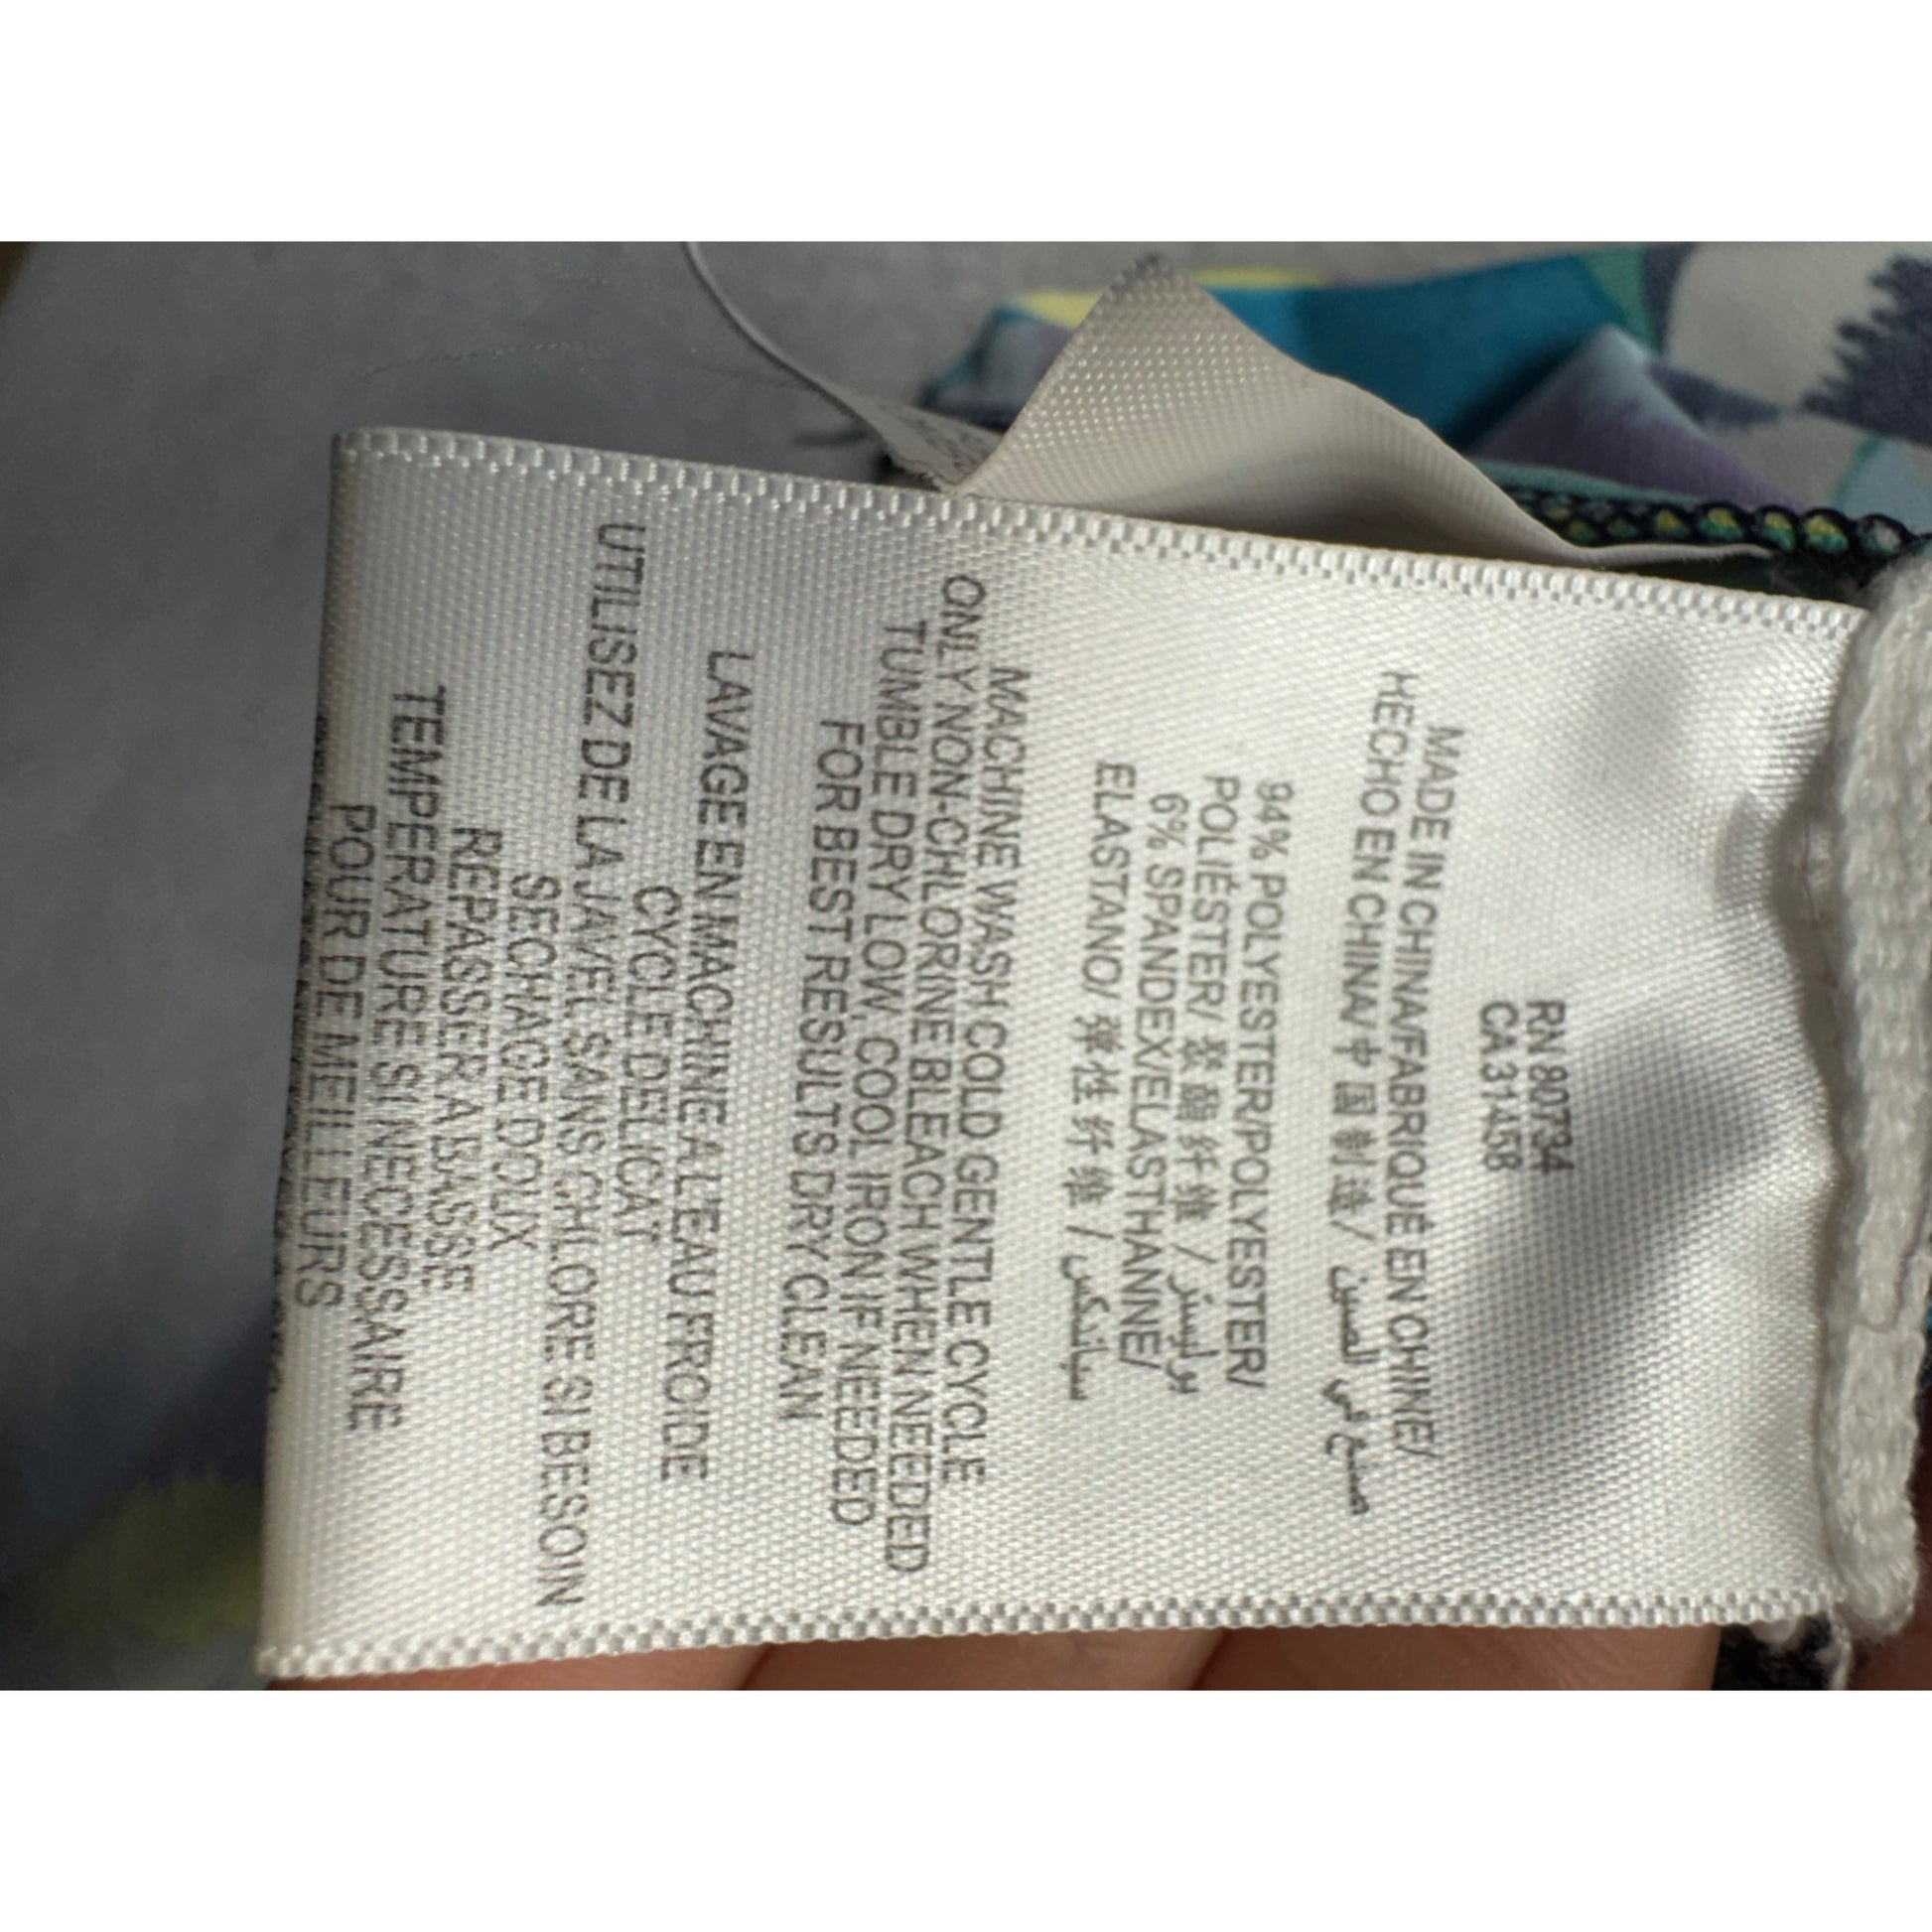 RN 80734
CA 31458
MADE IN CHINA/FABRIQUÉ EN CHINE/
HECHO EN CHINA/ 中国制造/ صنع في الصين
94% POLYESTER/POLYESTER/
POLIÉSTER/ 聚酯纤维 / بوليستر
6% SPANDEX/ELASTHANNE/
ELASTANO/ 弹性纤维 / سباندكس
MACHINE WASH COLD GENTLE CYCLE
ONLY NON-CHLORINE BLEACH WHEN NEEDED
TUMBLE DRY LOW, COOL IRON IF NEEDED
FOR BEST RESULTS DRY CLEAN
LAVAGE EN MACHINE A L'EAU FROIDE
CYCLE DELICAT
UTILISEZ DE LA JAVEL SANS CHLORE SI BESOIN
SECHAGE DOUX
REPASSER A BASSE
TEMPERATURE SI NECESSAIRE
POUR DE MEILLEURS